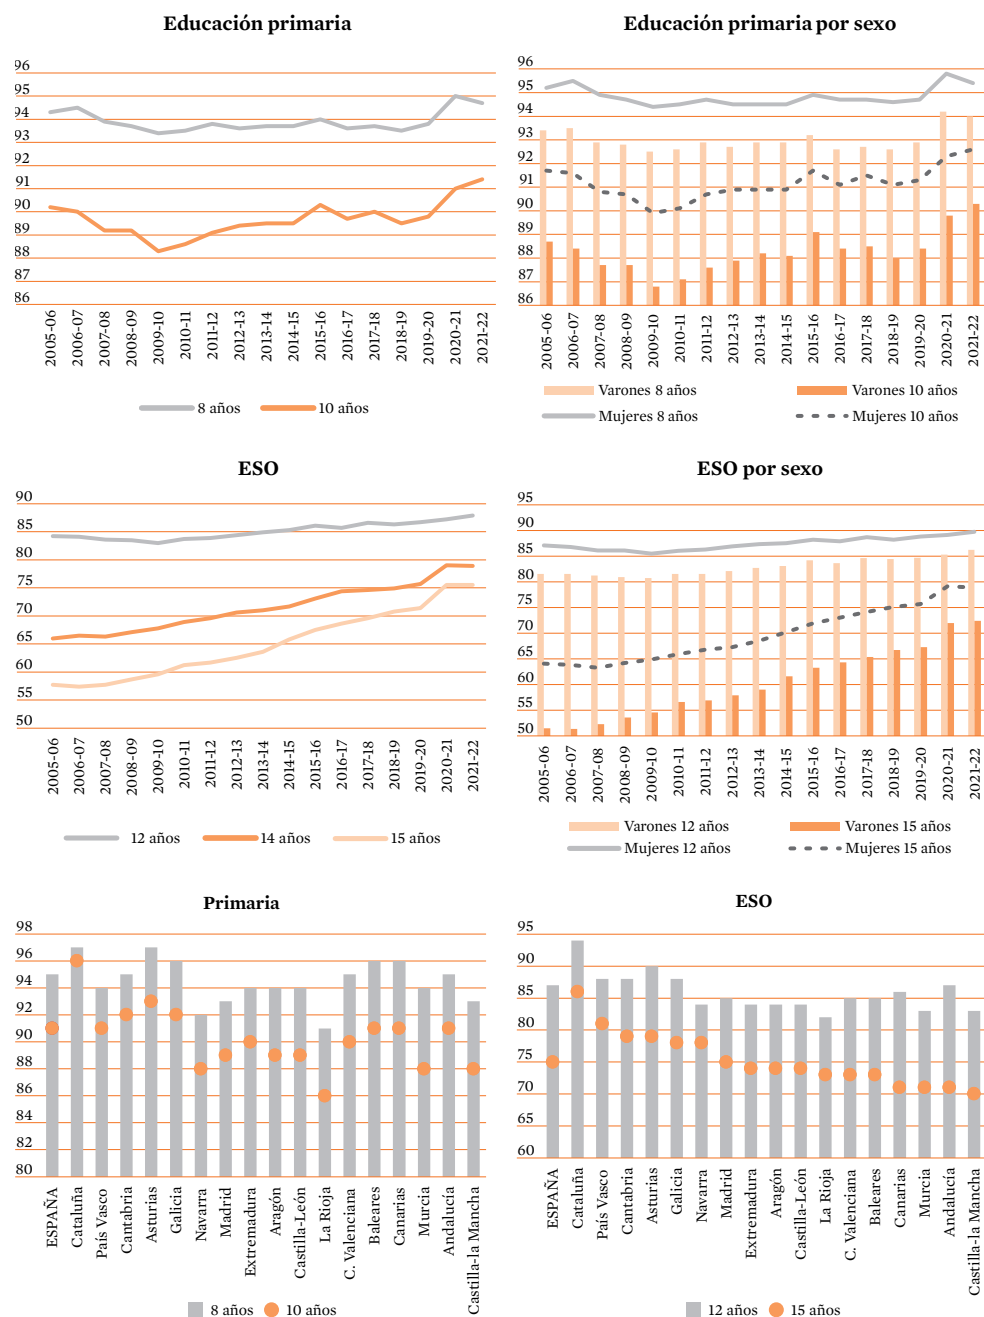 Educación primaria
96
95
94
93
92
91
90
89
88
87
86
2005-06
2006-07
2007-08
2008-09
2009-10
2010-11
2011-12
2012-13
2013-14
2014-15
2015-16
2016-17
2017-18
2018-19
2019-20
2020-21
2021-22
8 años
10 años
Educación primaria por sexo
96
95
94
93
92
91
90
89
88
87
86
2005-06
2006-07
2007-08
2008-09
2009-10
2010-11
2011-12
2012-13
2013-14
2014-15
2015-16
2016-17
2017-18
2018-19
2019-20
2020-21
2021-22
Varones 8 años
Varones 10 años
Mujeres 8 años
Mujeres 10 años
ESO
90
85
80
75
70
65
60
55
50
2005-06
2006-07
2007-08
2008-09
2009-10
2010-11
2011-12
2012-13
2013-14
2014-15
2015-16
2016-17
2017-18
2018-19
2019-20
2020-21
2021-22
12 años
14 años
15 años
ESO por sexo
95
90
85
80
75
70
65
60
55
50
2005-06
2006-07
2007-08
2008-09
2009-10
2010-11
2011-12
2012-13
2013-14
2014-15
2015-16
2016-17
2017-18
2018-19
2019-20
2020-21
2021-22
Varones 12 años
Varones 15 años
Mujeres 12 años
Mujeres 15 años
Primaria
98
96
94
92
90
88
86
84
82
80
ESPAÑA
Cataluña
País Vasco
Cantabria
Asturias
Galicia
Navarra
Madrid
Extremadura
Aragón
Castilla-León
La Rioja
C. Valenciana
Baleares
Canarias
Murcia
Andalucía
Castilla-la Mancha
8 años
10 años
ESO
95
90
85
80
75
70
65
60
ESPAÑA
Cataluña
País Vasco
Cantabria
Asturias
Galicia
Navarra
Madrid
Extremadura
Aragón
Castilla-León
La Rioja
C. Valenciana
Baleares
Canarias
Murcia
Andalucía
Castilla-la Mancha
12 años
15 años